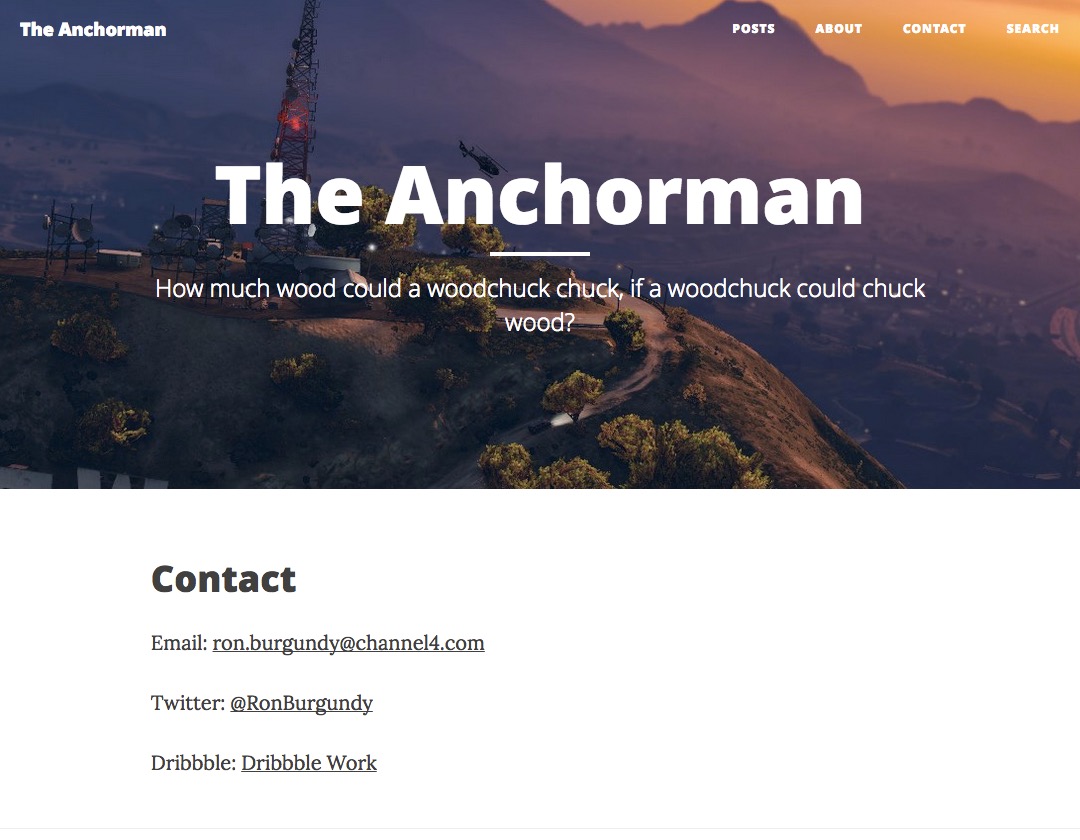 The Anchorman
POSTS ABOUT CONTACT SEARCH
The Anchorman
How much wood could a woodchuck chuck, if a woodchuck could chuck
wood?
Contact
Email: ron.burgundy@channel4.com
Twitter: @RonBurgundy
Dribbble: Dribbble Work